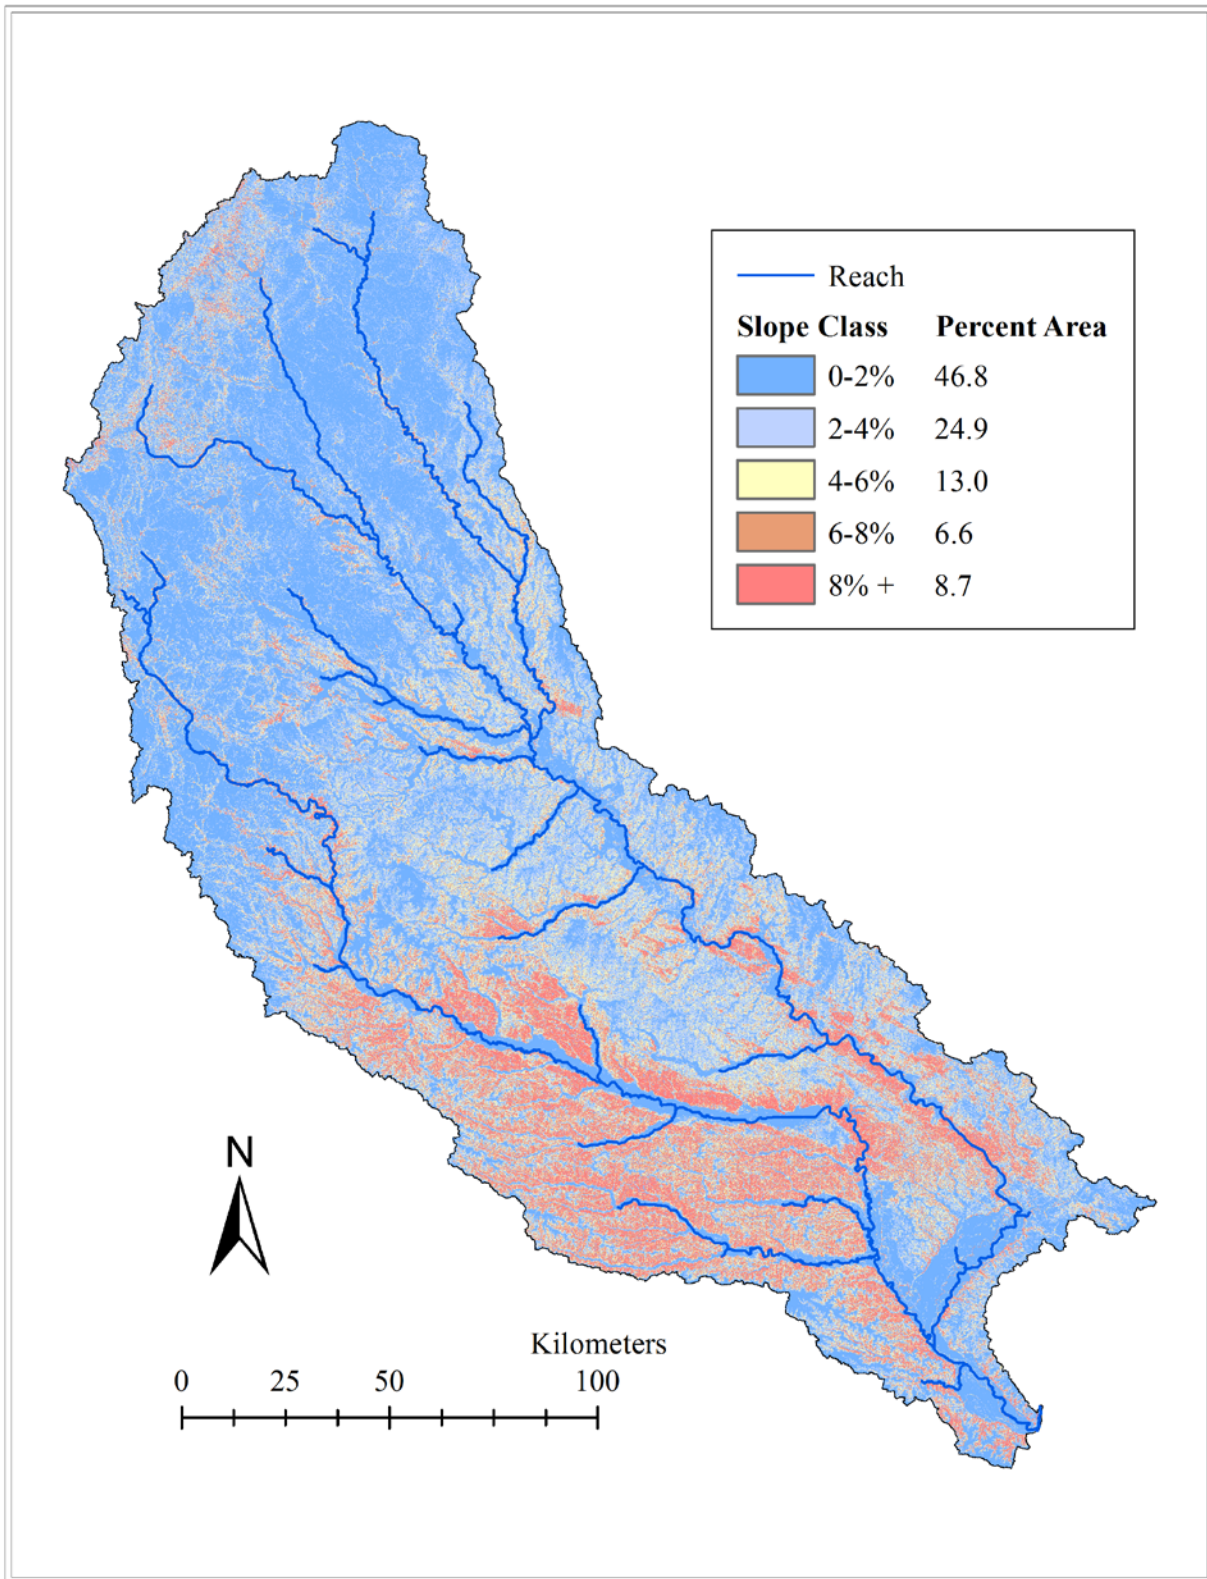 Reach
Slope Class Percent Area
0-2% 46.8
2-4% 24.9
4-6% 13.0
6-8% 6.6
8% + 8.7
N
Kilometers
0 25 50 100